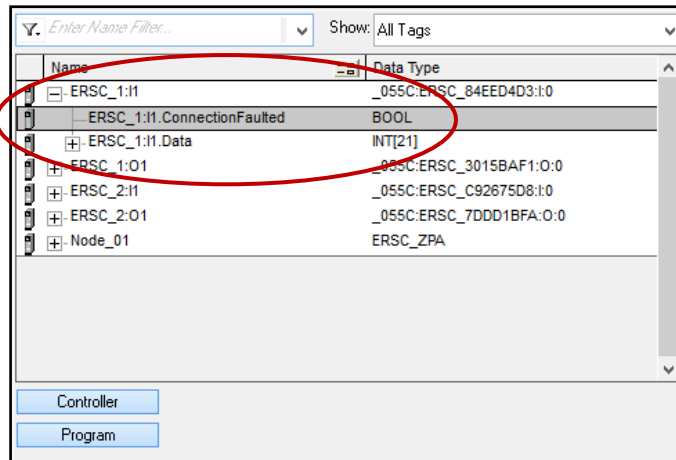 Enter Name Filter... Show: All Tags
Name Data Type
ERSC_1:I1 _055C:ERSC_84EED4D3:I:0
ERSC_1:I1.ConnectionFaulted BOOL
ERSC_1:I1.Data INT[21]
ERSC_1:O1 _055C:ERSC_3015BAF1:O:0
ERSC_2:I1 _055C:ERSC_C92675D8:I:0
ERSC_2:O1 _055C:ERSC_7DDD1BFA:O:0
Node_01 ERSC_ZPA
Controller
Program